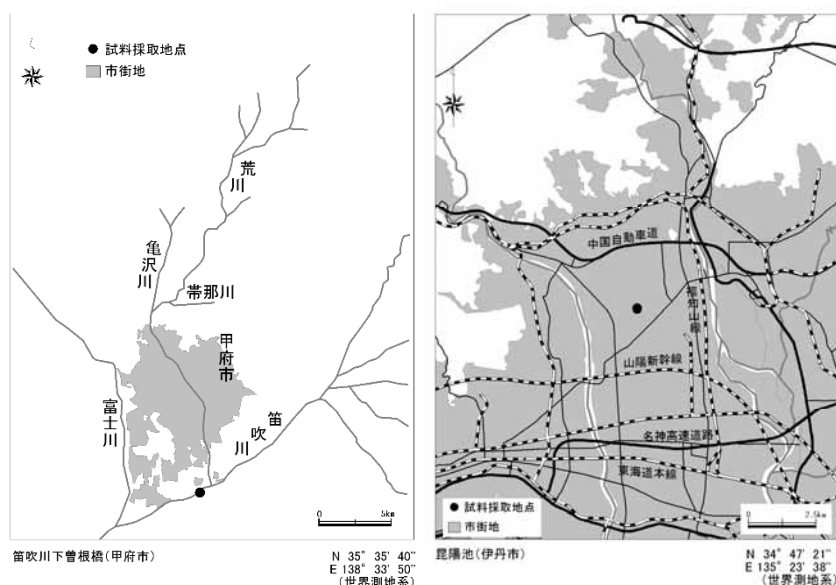 試料採取地点
市街地
荒川
亀沢川
帯那川
甲府市
富士川
笛吹川
0 5km
笛吹川下曽根橋(甲府市)
N 35° 35' 40"
E 138° 33' 50"
(世界測地系)
中国自動車道
福知山線
山陽新幹線
名神高速道路
東海道本線
試料採取地点
市街地
0 2.5km
昆陽池(伊丹市)
N 34° 47' 21"
E 135° 23' 38"
(世界測地系)